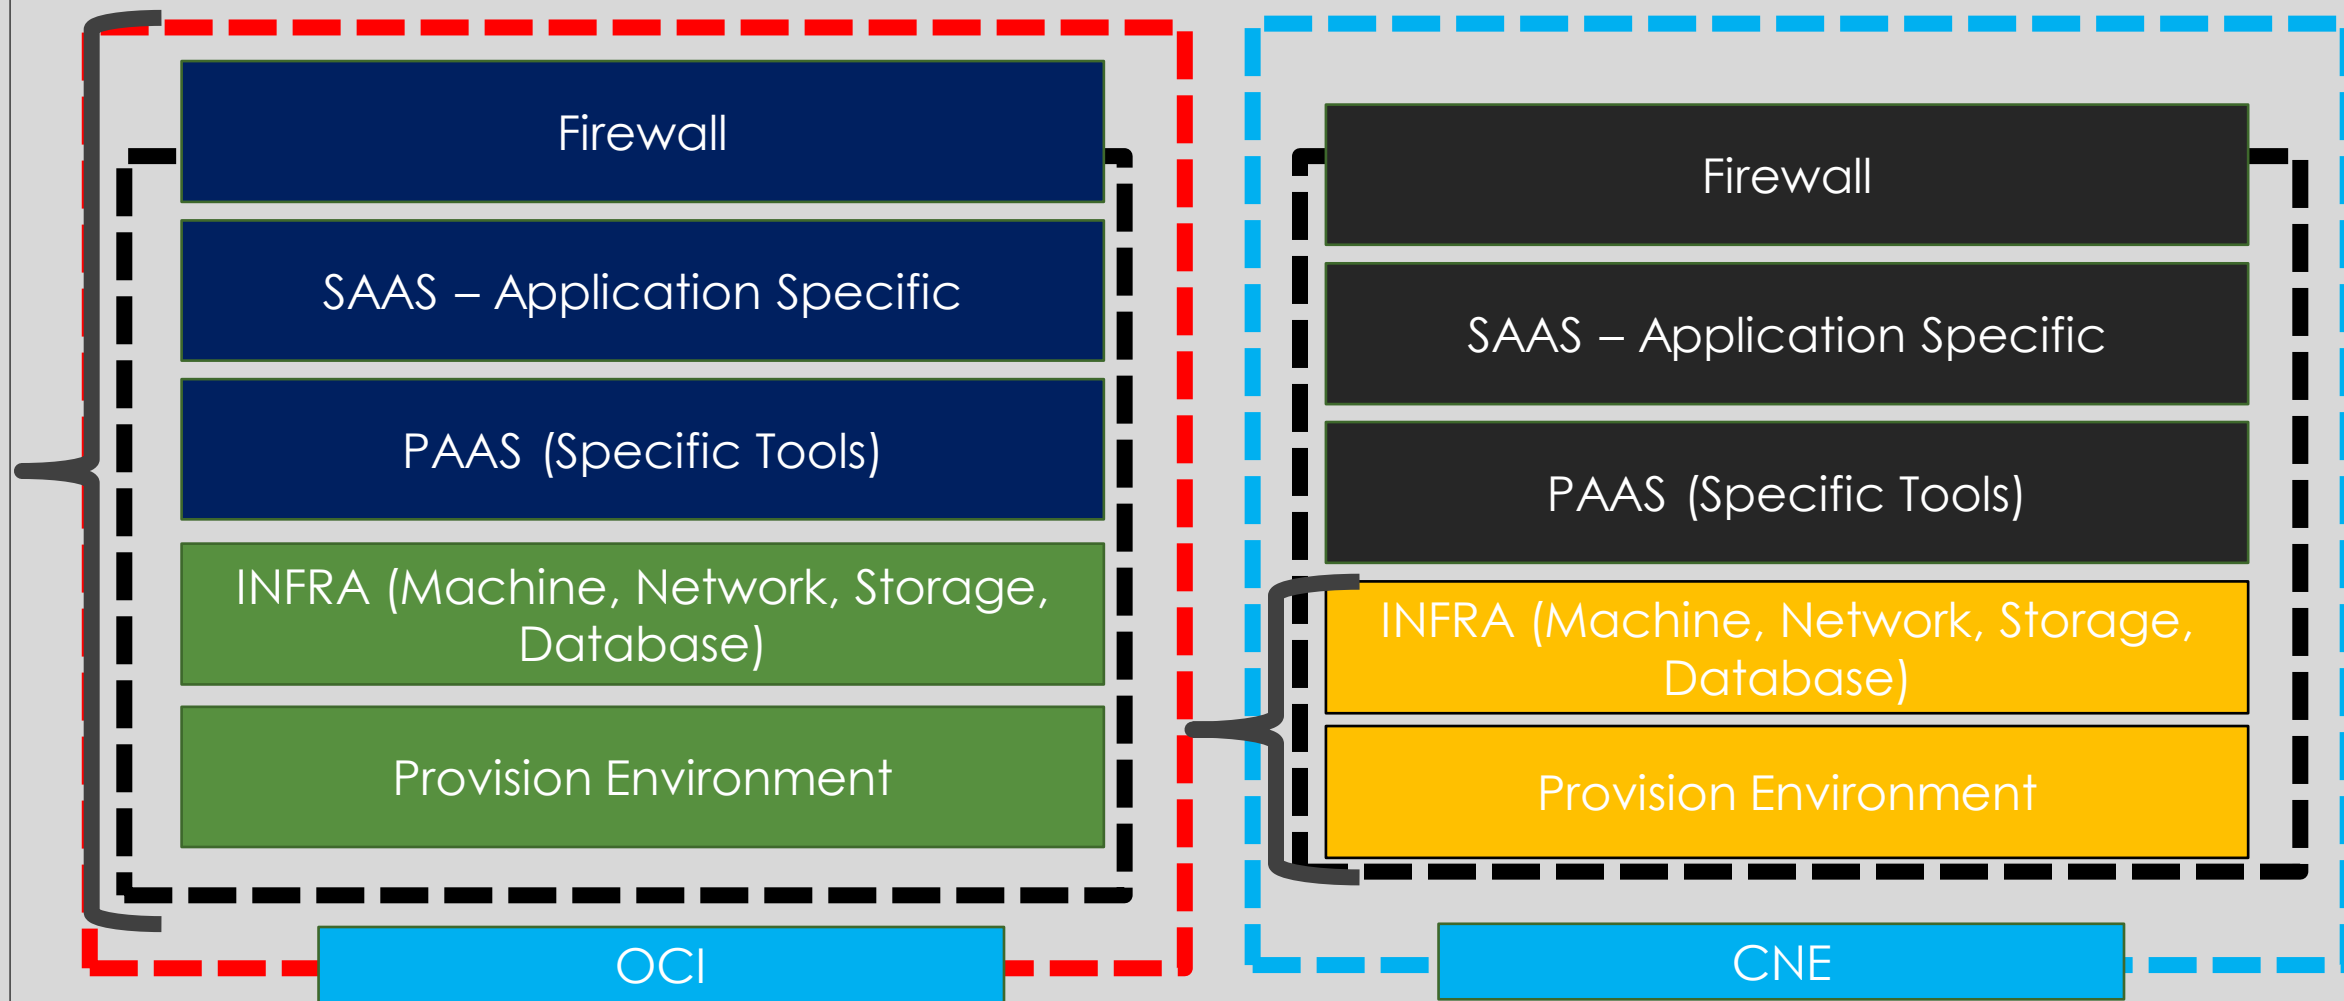 Firewall
SAAS – Application Specific
PAAS (Specific Tools)
INFRA (Machine, Network, Storage,
Database)
Provision Environment
OCI
Firewall
SAAS – Application Specific
PAAS (Specific Tools)
INFRA (Machine, Network, Storage,
Database)
Provision Environment
CNE